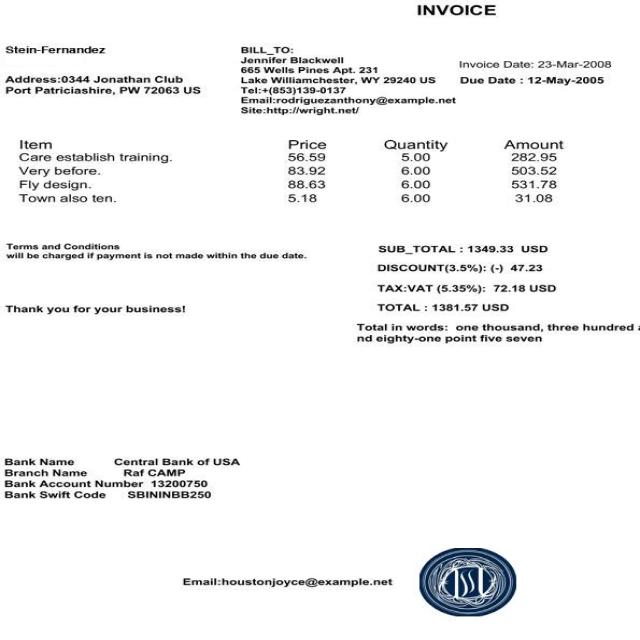 INVOICE
Stein-Fernandez
Address:0344 Jonathan Club
Port Patriciashire, PW 72063 US
BILL_TO:
Jennifer Blackwell
665 Wells Pines Apt. 231
Lake Williamchester, WY 29240 US
Tel:+(853)139-0137
Email:rodriguezanthony@example.net
Site:http://wright.net/
Invoice Date: 23-Mar-2008
Due Date : 12-May-2005
Item Price Quantity Amount
Care establish training. 56.59 5.00 282.95
Very before. 83.92 6.00 503.52
Fly design. 88.63 6.00 531.78
Town also ten. 5.18 6.00 31.08
Terms and Conditions
will be charged if payment is not made within the due date.
SUB_TOTAL : 1349.33 USD
DISCOUNT(3.5%): (-) 47.23
TAX:VAT (5.35%): 72.18 USD
TOTAL : 1381.57 USD
Thank you for your business!
Total in words: one thousand, three hundred a
nd eighty-one point five seven
Bank Name Central Bank of USA
Branch Name Raf CAMP
Bank Account Number 13200750
Bank Swift Code SBININBB250
Email:houstonjoyce@example.net